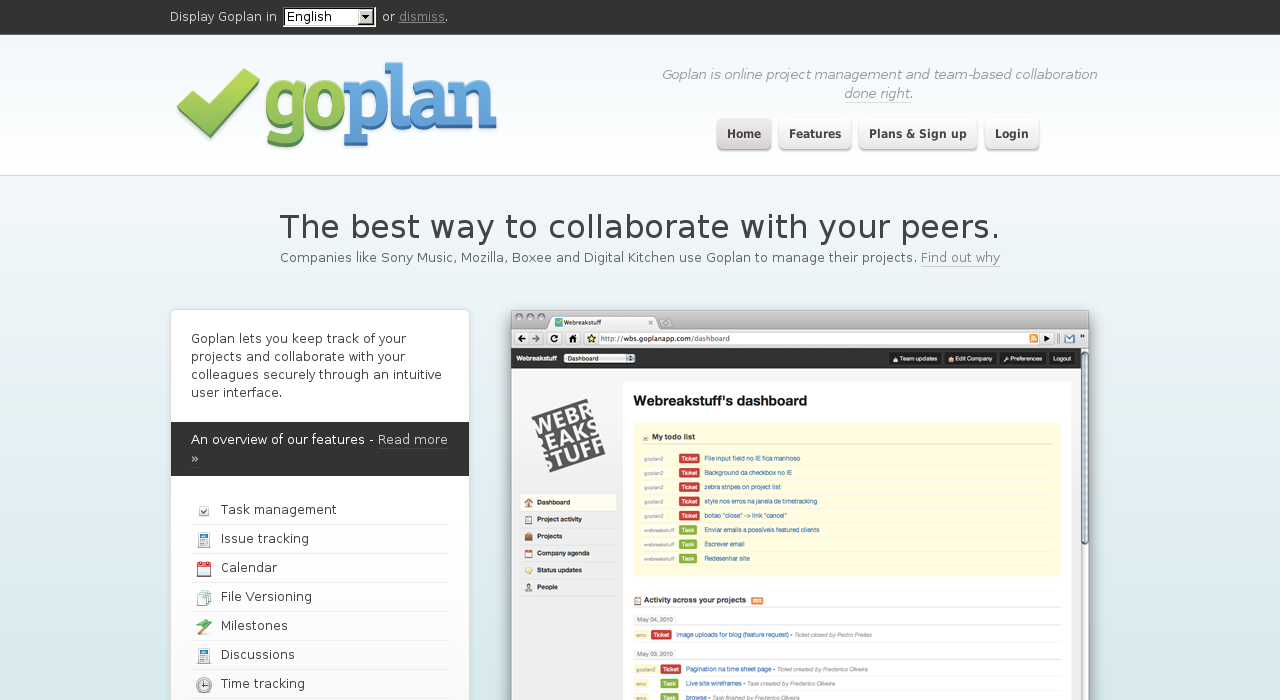 Display Goplan in English or dismiss.
goplan
Goplan is online project management and team-based collaboration
done right.
Home Features Plans & Sign up Login
The best way to collaborate with your peers.
Companies like Sony Music, Mozilla, Boxee and Digital Kitchen use Goplan to manage their projects. Find out why
Goplan lets you keep track of your
projects and collaborate with your
colleagues securely through an intuitive
user interface.
An overview of our features - Read more
»
Task management
Issue tracking
Calendar
File Versioning
Milestones
Discussions
Time tracking
Webreakstuff
http://wbs.goplanapp.com/dashboard
Webreakstuff Dashboard Team updates Edit Company Preferences Logout
WEBR
EAKS
STUFF
Dashboard
Project activity
Projects
Company agenda
Status updates
People
Webreakstuff's dashboard
My todo list
goplan2 Ticket File input field no IE fica manhoso
goplan2 Ticket Background da checkbox no IE
goplan2 Ticket zebra stripes on project list
goplan2 Ticket style nos erros na janela de timetracking
goplan2 Ticket botao "close" -> link "cancel"
webreakstuff Task Enviar emails a possíveis featured clients
webreakstuff Task Escrever email
webreakstuff Task Redesenhar site
Activity across your projects RSS
May 04, 2010
emc Ticket image uploads for blog (feature request) - Ticket closed by Pedro Freitas
May 03, 2010
goplan2 Ticket Pagination na time sheet page - Ticket created by Frederico Oliveira
emc Task Live site wireframes - Task created by Frederico Oliveira
emc Task browse - Task finished by Frederico Oliveira